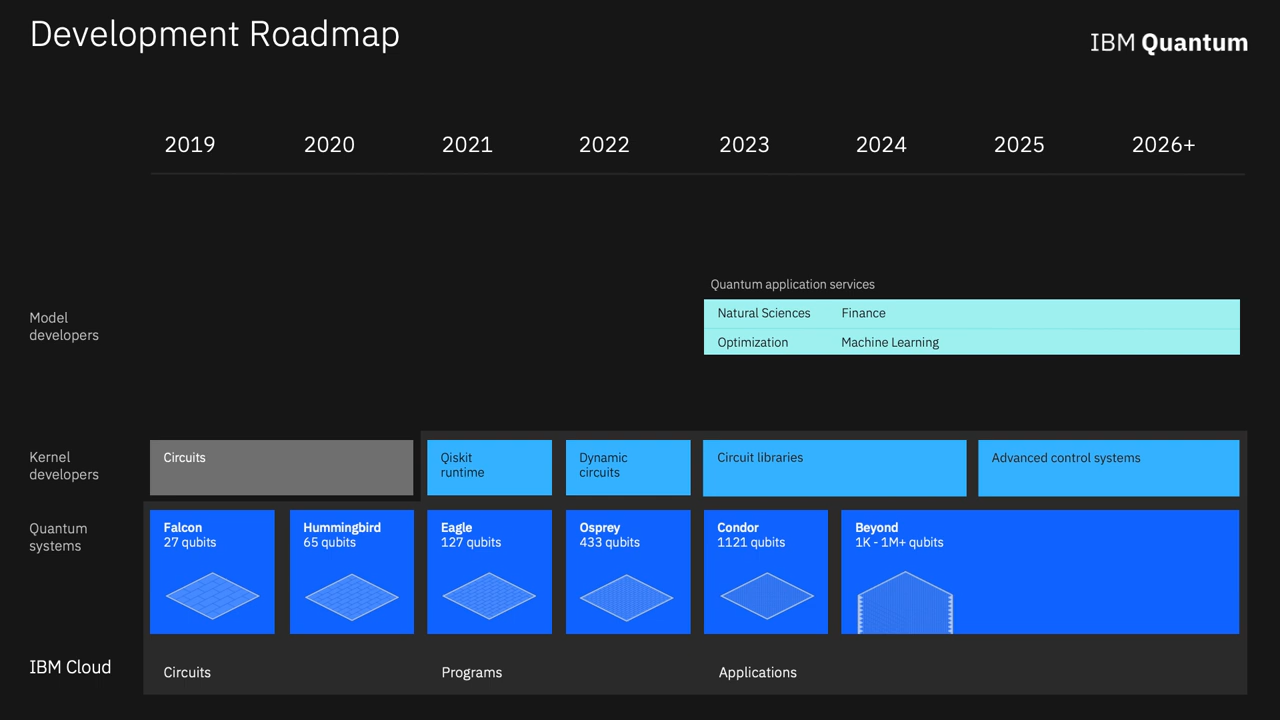 Development Roadmap
IBM Quantum
2019 2020 2021 2022 2023 2024 2025 2026+
Model
developers
Quantum application services
Natural Sciences Finance
Optimization Machine Learning
Kernel
developers
Circuits
Qiskit
runtime
Dynamic
circuits
Circuit libraries
Advanced control systems
Quantum
systems
Falcon
27 qubits
Hummingbird
65 qubits
Eagle
127 qubits
Osprey
433 qubits
Condor
1121 qubits
Beyond
1K - 1M+ qubits
IBM Cloud
Circuits
Programs
Applications